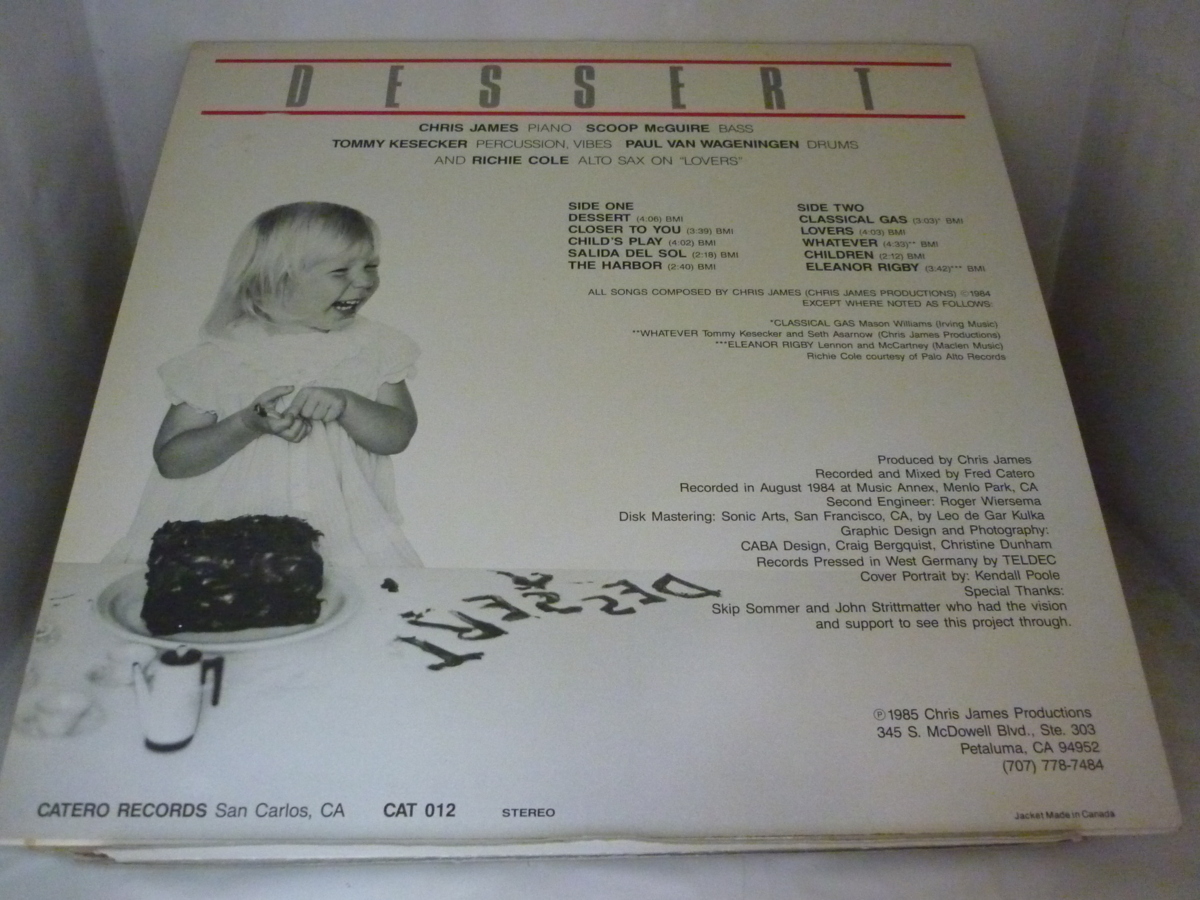 DESSERT
CHRIS JAMES PIANO SCOOP McGUIRE BASS
TOMMY KESECKER PERCUSSION, VIBES PAUL VAN WAGENINGEN DRUMS
AND RICHIE COLE ALTO SAX ON "LOVERS"
SIDE ONE
DESSERT (4:06) BMI
CLOSER TO YOU (3:39) BMI
CHILD'S PLAY (4:02) BMI
SALIDA DEL SOL (2:18) BMI
THE HARBOR (2:40) BMI
SIDE TWO
CLASSICAL GAS (3:03)* BMI
LOVERS (4:03) BMI
WHATEVER (4:33)** BMI
CHILDREN (2:12) BMI
ELEANOR RIGBY (3:42)*** BMI
ALL SONGS COMPOSED BY CHRIS JAMES (CHRIS JAMES PRODUCTIONS) ©1984
EXCEPT WHERE NOTED AS FOLLOWS:
*CLASSICAL GAS Mason Williams (Irving Music)
**WHATEVER Tommy Kesecker and Seth Asarnow (Chris James Productions)
***ELEANOR RIGBY Lennon and McCartney (Maclen Music)
Richie Cole courtesy of Palo Alto Records
Produced by Chris James
Recorded and Mixed by Fred Catero
Recorded in August 1984 at Music Annex, Menlo Park, CA
Second Engineer: Roger Wiersema
Disk Mastering: Sonic Arts, San Francisco, CA, by Leo de Gar Kulka
Graphic Design and Photography:
CABA Design, Craig Bergquist, Christine Dunham
Records Pressed in West Germany by TELDEC
Cover Portrait by: Kendall Poole
Special Thanks:
Skip Sommer and John Strittmatter who had the vision
and support to see this project through.
DESSERT
℗1985 Chris James Productions
345 S. McDowell Blvd., Ste. 303
Petaluma, CA 94952
(707) 778-7484
CATERO RECORDS San Carlos, CA CAT 012 STEREO
Jacket Made in Canada